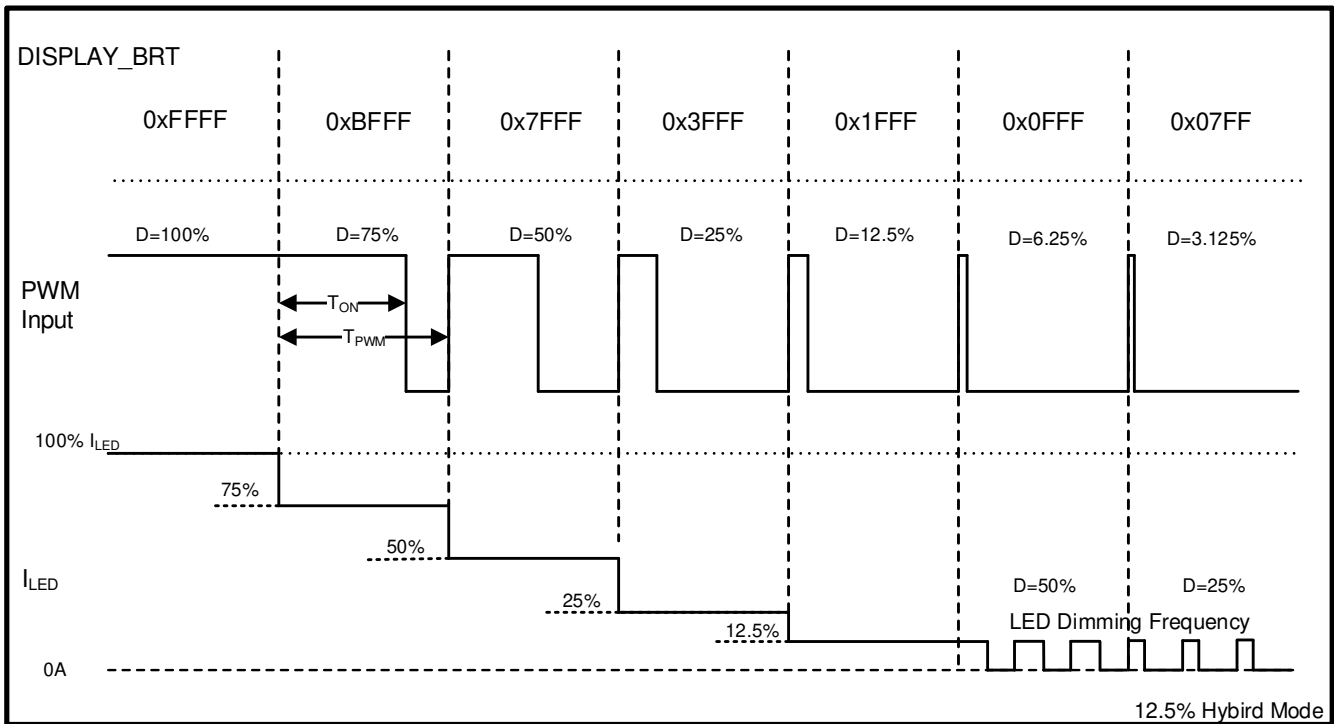 DISPLAY_BRT
0xFFFF 0xBFFF 0x7FFF 0x3FFF 0x1FFF 0x0FFF 0x07FF
D=100% D=75% D=50% D=25% D=12.5% D=6.25% D=3.125%
PWM
Input
TON
TPWM
100% ILED
75%
50%
ILED
25%
12.5%
D=50% D=25%
LED Dimming Frequency
0A
12.5% Hybird Mode